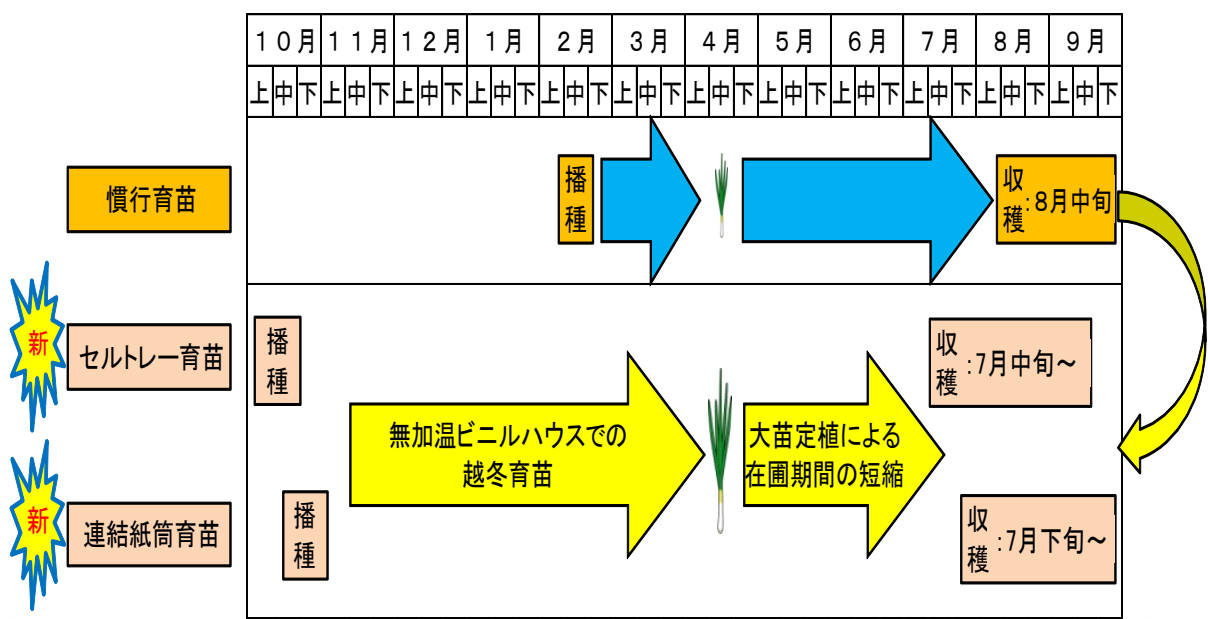 １０月 １１月 １２月 １月 ２月 ３月 ４月 ５月 ６月 ７月 ８月 ９月
上 中 下 上 中 下 上 中 下 上 中 下 上 中 下 上 中 下 上 中 下 上 中 下 上 中 下 上 中 下 上 中 下 上 中 下
慣行育苗
播種
収穫:8月中旬
新
セルトレー育苗
播種
収穫:7月中旬～
無加温ビニルハウスでの
越冬育苗
大苗定植による
在圃期間の短縮
新
連結紙筒育苗
播種
収穫:7月下旬～